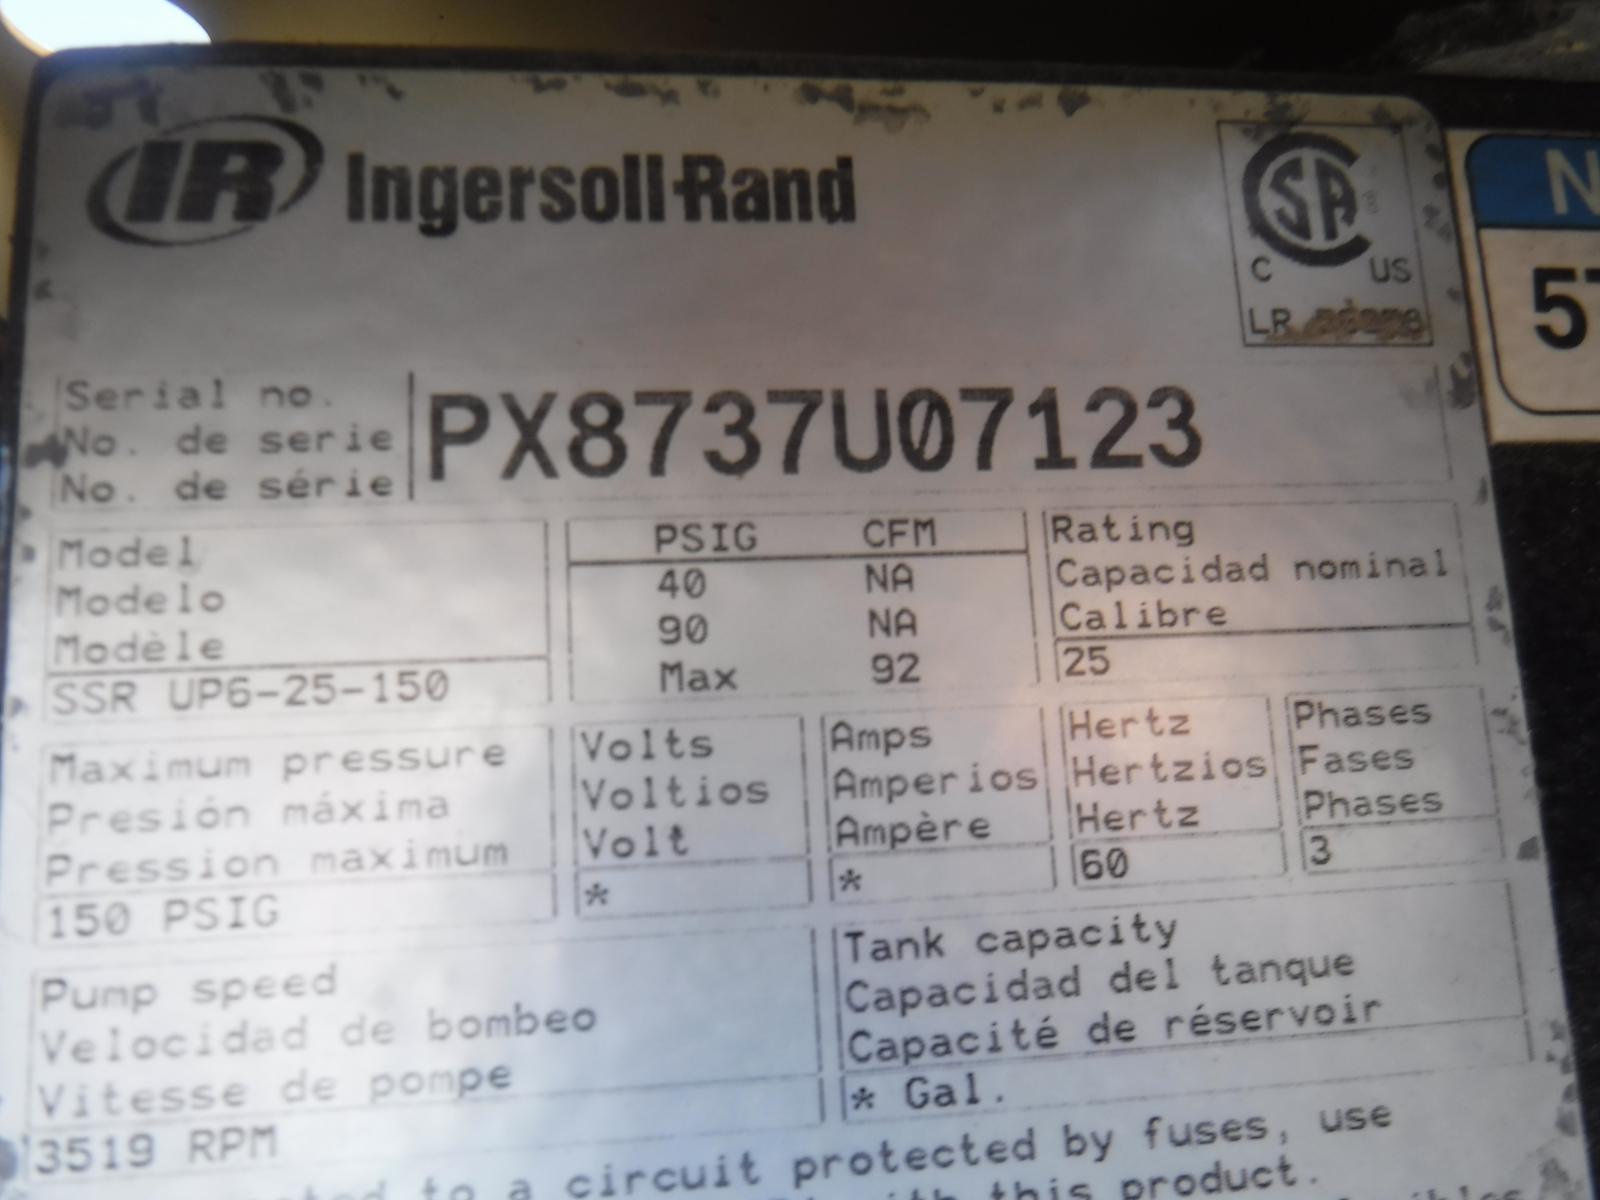 IR Ingersoll-Rand
CSA
C US
LR
N
5
Serial no.
No. de serie
No. de série
PX8737U07123
Model
Modelo
Modèle
SSR UP6-25-150
PSIG CFM
40 NA
90 NA
Max 92
Rating
Capacidad nominal
Calibre
25
Maximum pressure
Presión máxima
Pression maximum
150 PSIG
Volts
Voltios
Volt
*
Amps
Amperios
Ampère
*
Hertz
Hertzios
Hertz
60
Phases
Fases
Phases
3
Pump speed
Velocidad de bombeo
Vitesse de pompe
3519 RPM
Tank capacity
Capacidad del tanque
Capacité de réservoir
* Gal.
to a circuit protected by fuses, use
with this product.